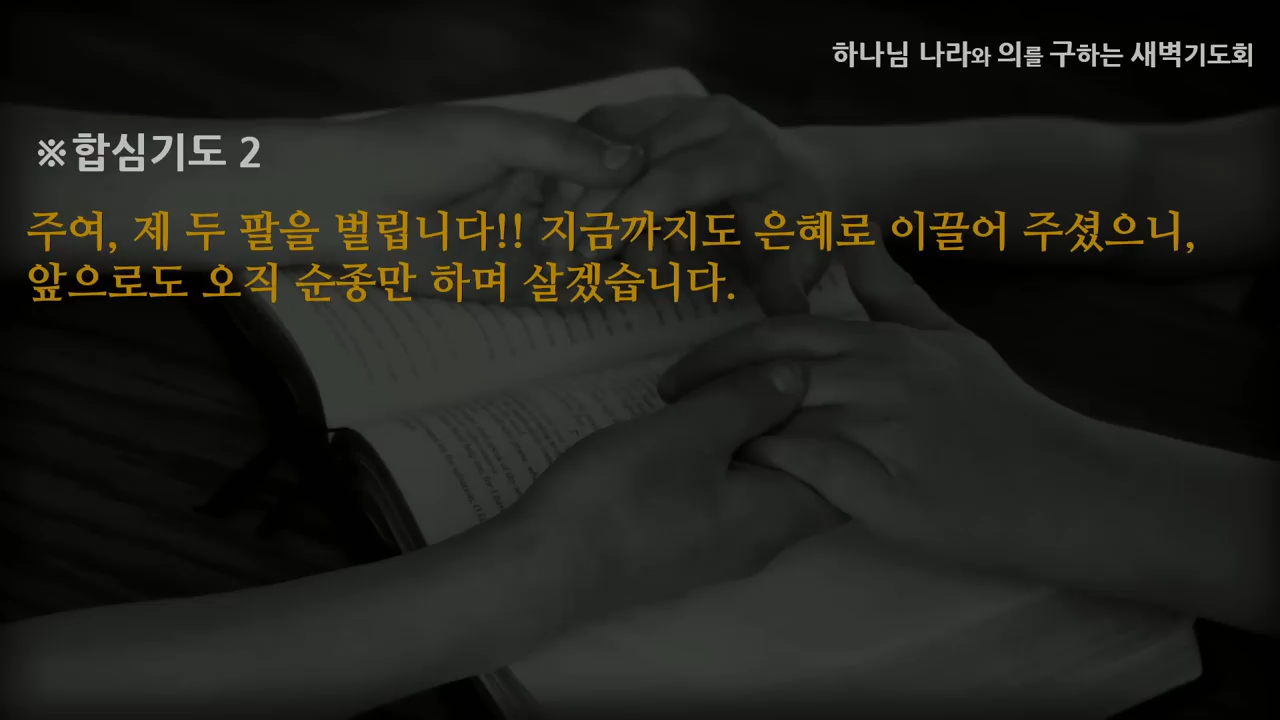 하나님 나라와 의를 구하는 새벽기도회
※합심기도 2
주여, 제 두 팔을 벌립니다!! 지금까지도 은혜로 이끌어 주셨으니,
앞으로도 오직 순종만 하며 살겠습니다.